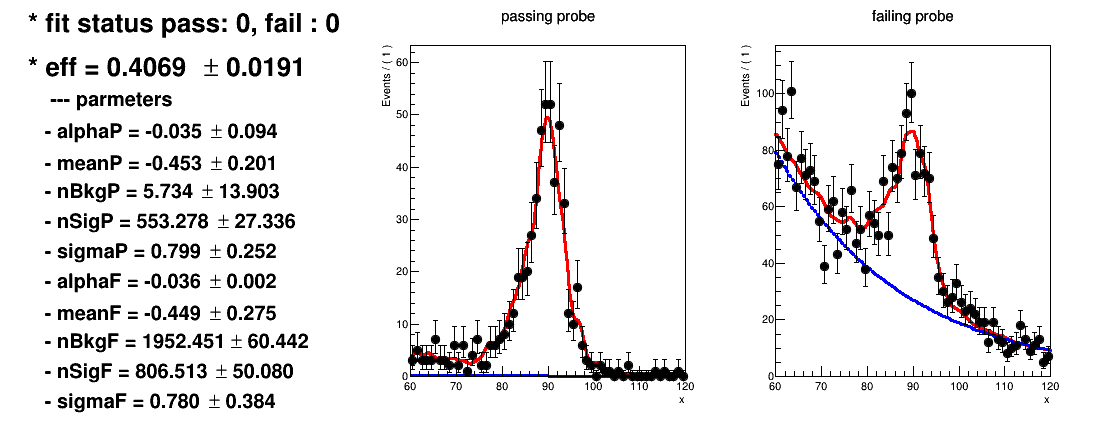 * fit status pass: 0, fail : 0
* eff = 0.4069 ± 0.0191
--- parmeters
- alphaP = -0.035 ± 0.094
- meanP = -0.453 ± 0.201
- nBkgP = 5.734 ± 13.903
- nSigP = 553.278 ± 27.336
- sigmaP = 0.799 ± 0.252
- alphaF = -0.036 ± 0.002
- meanF = -0.449 ± 0.275
- nBkgF = 1952.451 ± 60.442
- nSigF = 806.513 ± 50.080
- sigmaF = 0.780 ± 0.384
passing probe
Events / ( 1 )
60
50
40
30
20
10
0
60 70 80 90 100 110 120
x
failing probe
Events / ( 1 )
100
80
60
40
20
0
60 70 80 90 100 110 120
x